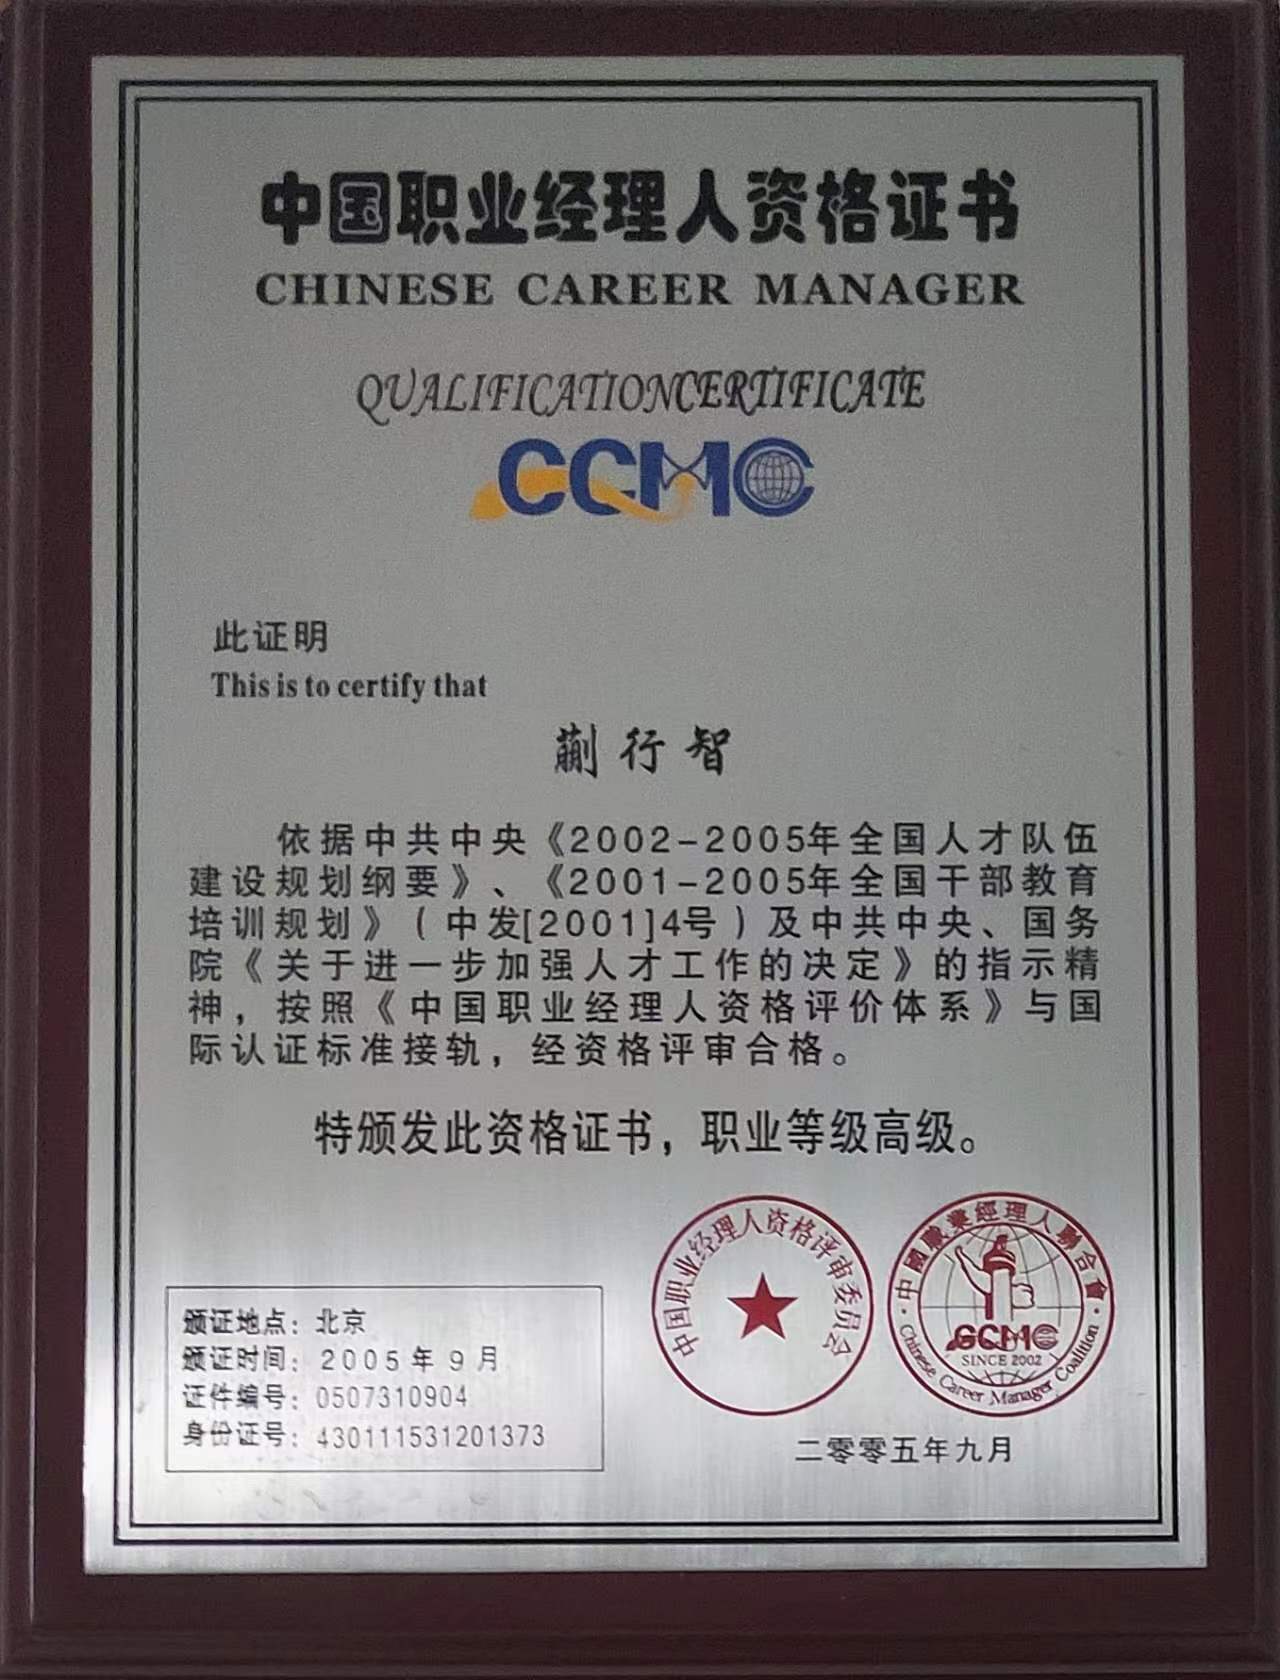 中国职业经理人资格证书
CHINESE CAREER MANAGER
QUALIFICATIONCERTIFICATE
CCMC
此证明
This is to certify that
蒯行智
依据中共中央《2002-2005年全国人才队伍
建设规划纲要》、《2001-2005年全国干部教育
培训规划》(中发[2001]4号)及中共中央、国务
院《关于进一步加强人才工作的决定》的指示精
神，按照《中国职业经理人资格评价体系》与国
际认证标准接轨，经资格评审合格。
特颁发此资格证书，职业等级高级。
中国职业经理人资格评审委员会
中國職業經理人聯合會
CCMC
SINCE 2002
Chinese Career Manager Coalition
颁证地点：北京
颁证时间：2005年9月
证件编号：0507310904
身份证号：430111531201373
二零零五年九月